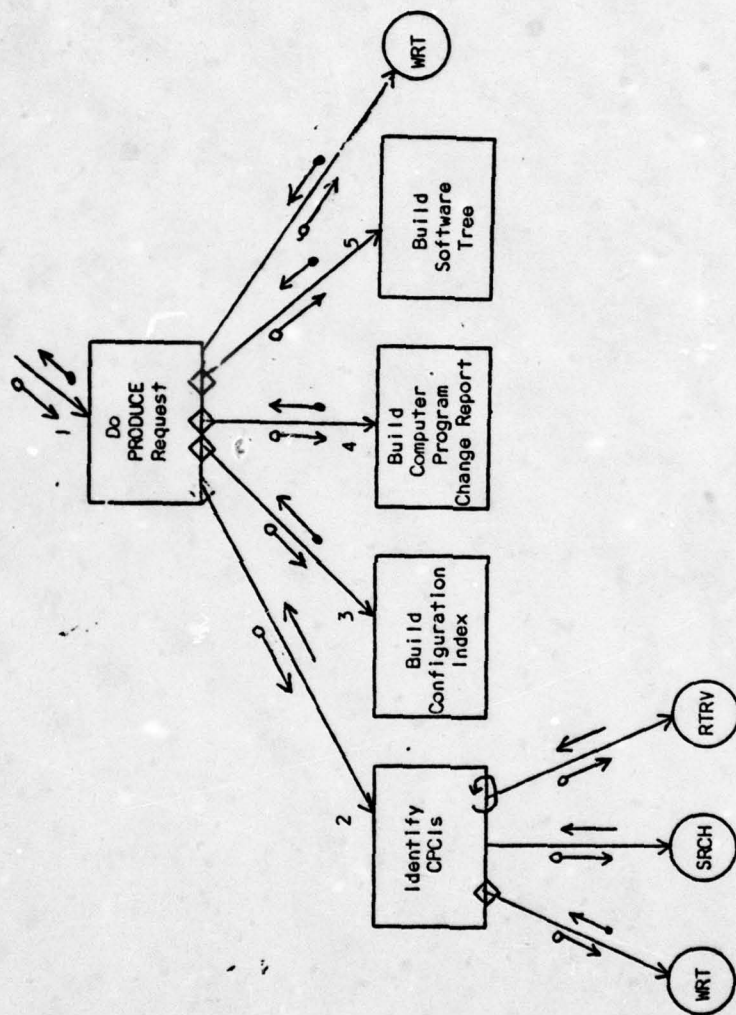 1
Do
PRODUCE
Request
2
Identify
CPCIs
3
Build
Configuration
Index
4
Build
Computer
Program
Change Report
5
Build
Software
Tree
WRT
WRT
SRCH
RTRV